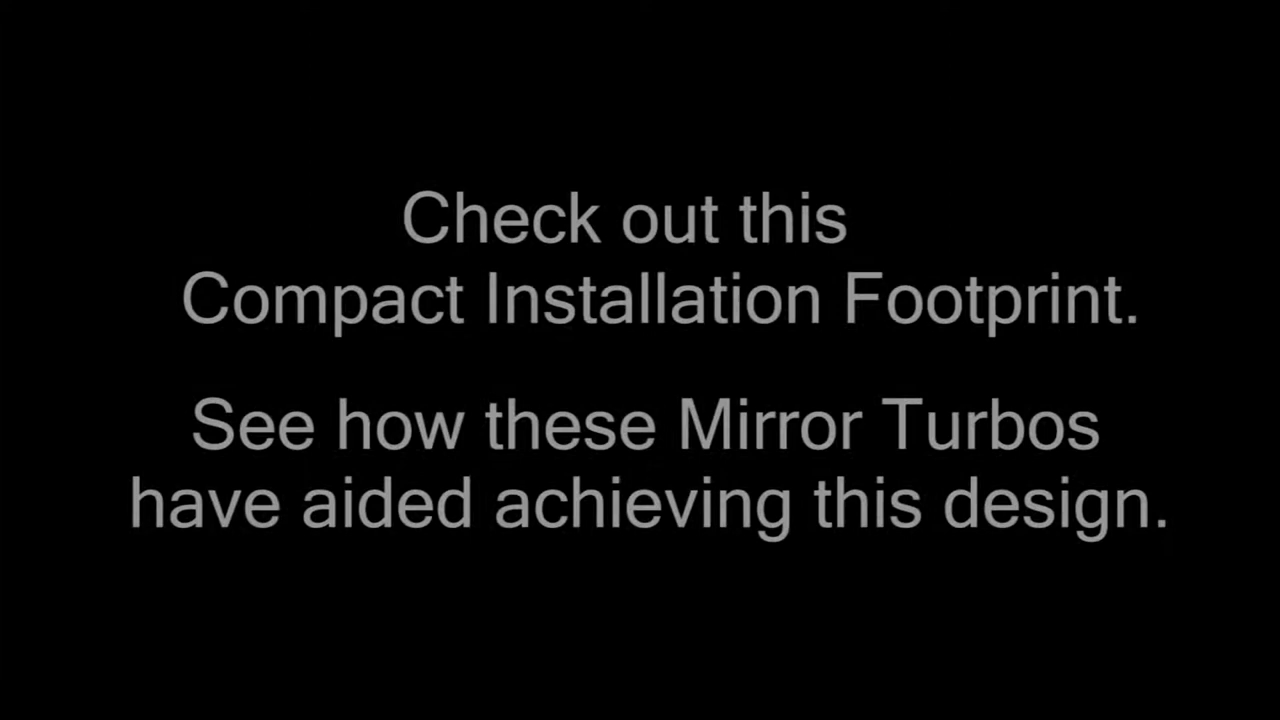 Check out this
Compact Installation Footprint.
See how these Mirror Turbos
have aided achieving this design.